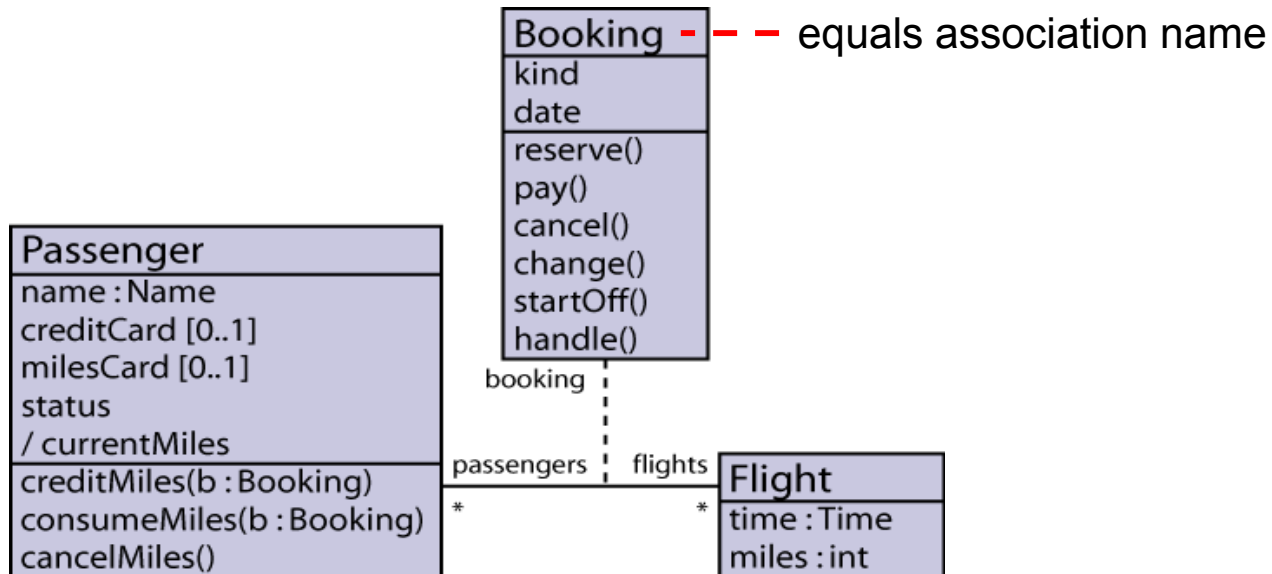 Booking
equals association name
kind
date
reserve()
pay()
cancel()
change()
startOff()
handle()
booking
Passenger
name : Name
creditCard [0..1]
milesCard [0..1]
status
/ currentMiles
creditMiles(b : Booking)
consumeMiles(b : Booking)
cancelMiles()
passengers
flights
*
*
Flight
time : Time
miles : int